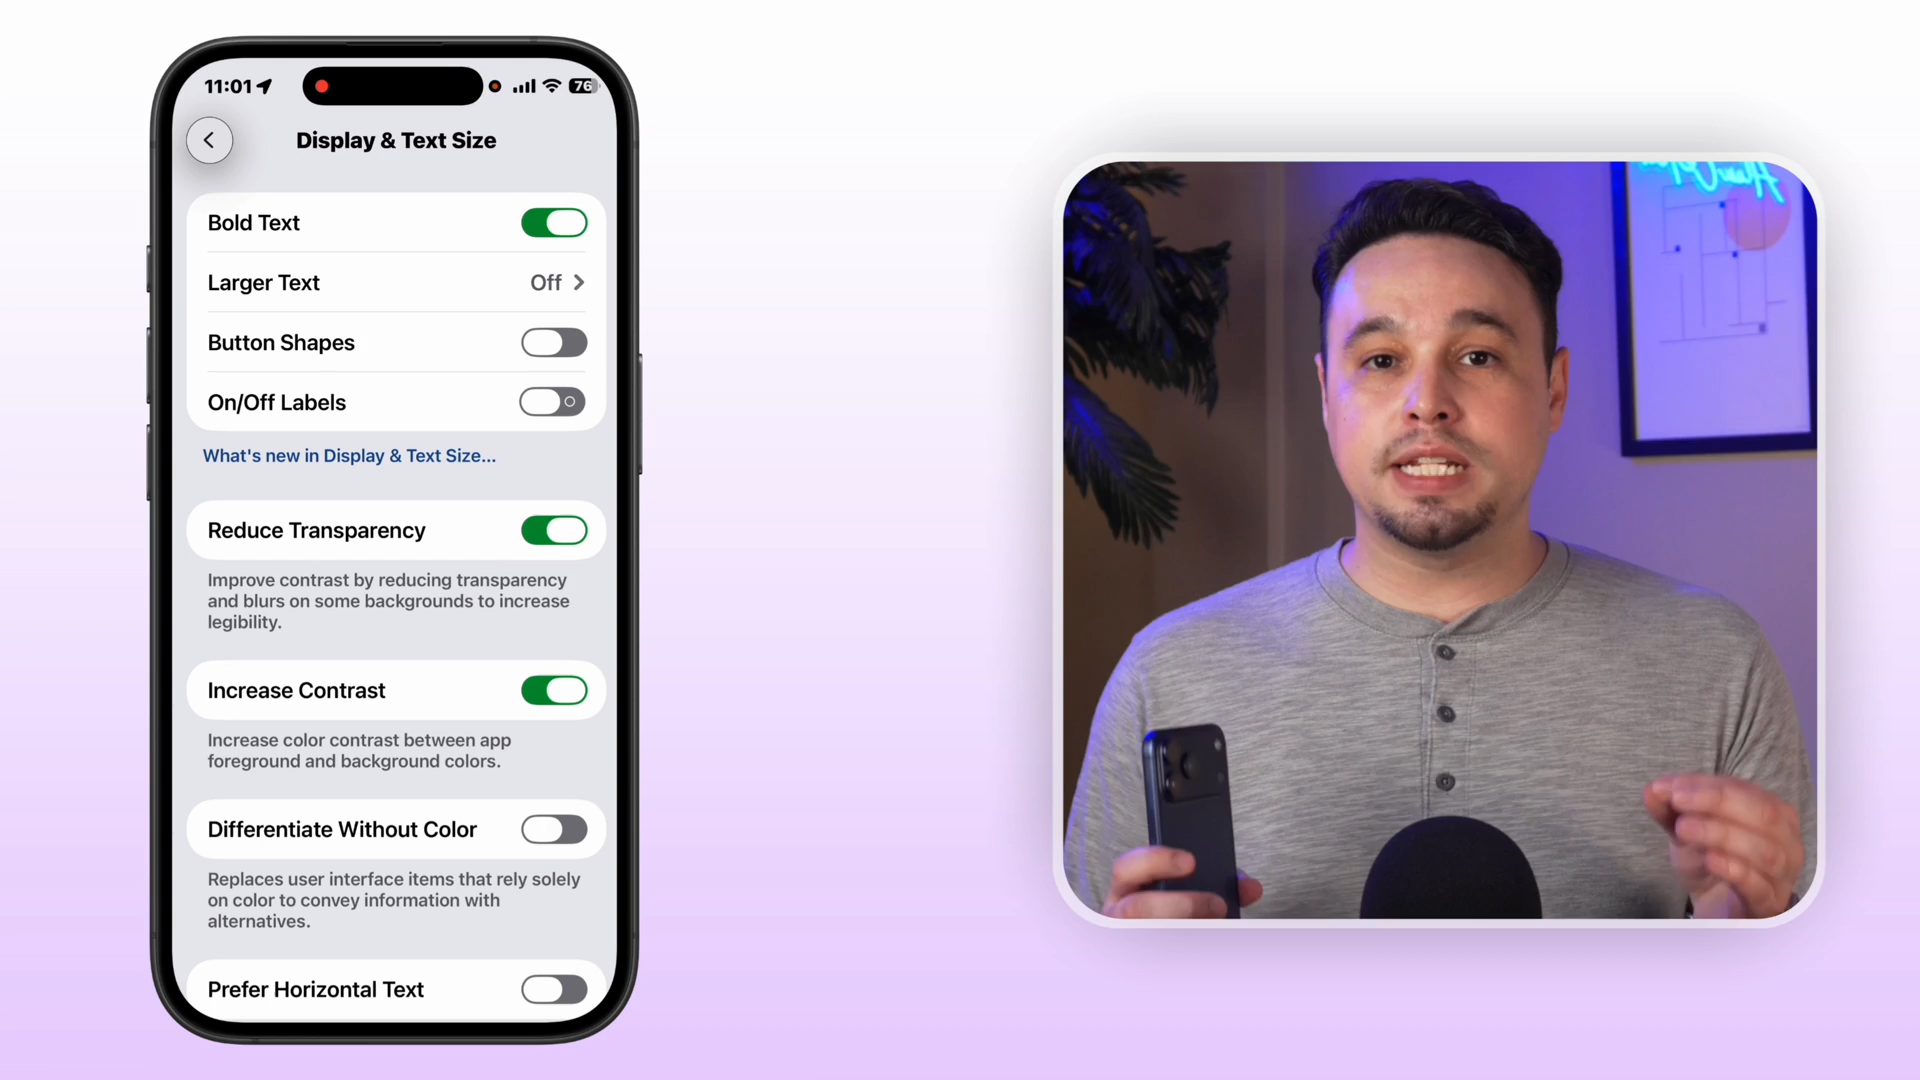 11:01
76
Display & Text Size
Bold Text
Larger Text Off
Button Shapes
On/Off Labels
What's new in Display & Text Size...
Reduce Transparency
Improve contrast by reducing transparency
and blurs on some backgrounds to increase
legibility.
Increase Contrast
Increase color contrast between app
foreground and background colors.
Differentiate Without Color
Replaces user interface items that rely solely
on color to convey information with
alternatives.
Prefer Horizontal Text